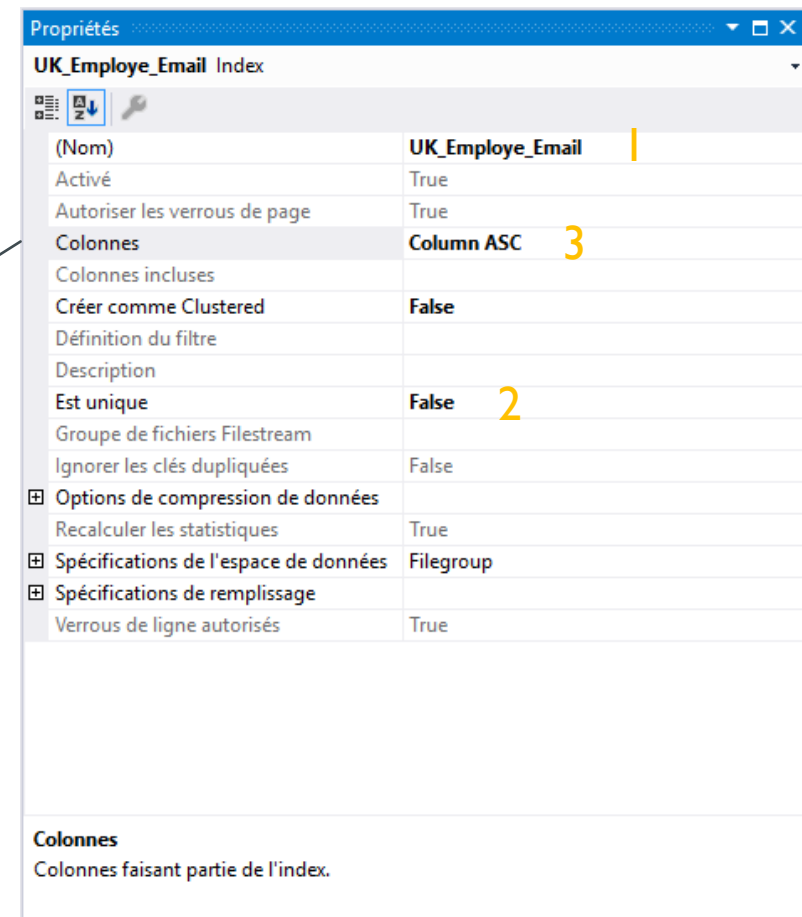 Propriétés
UK_Employe_Email Index
(Nom) UK_Employe_Email 1
Activé True
Autoriser les verrous de page True
Colonnes Column ASC 3
Colonnes incluses
Créer comme Clustered False
Définition du filtre
Description
Est unique False 2
Groupe de fichiers Filestream
Ignorer les clés dupliquées False
Options de compression de données
Recalculer les statistiques True
Spécifications de l'espace de données Filegroup
Spécifications de remplissage
Verrous de ligne autorisés True
Colonnes
Colonnes faisant partie de l'index.